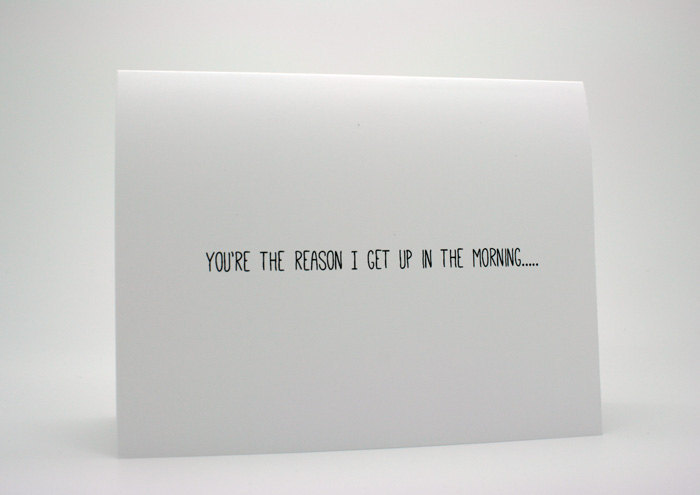 YOU'RE THE REASON I GET UP IN THE MORNING.....